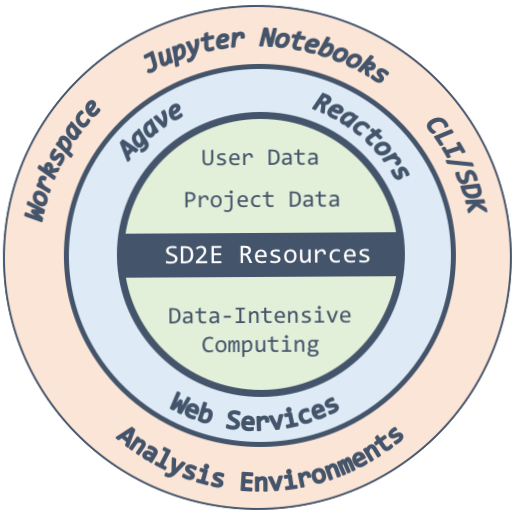 Jupyter Notebooks
Workspace
CLI/SDK
Agave
Reactors
User Data
Project Data
SD2E Resources
Data-Intensive
Computing
Web Services
Analysis Environments